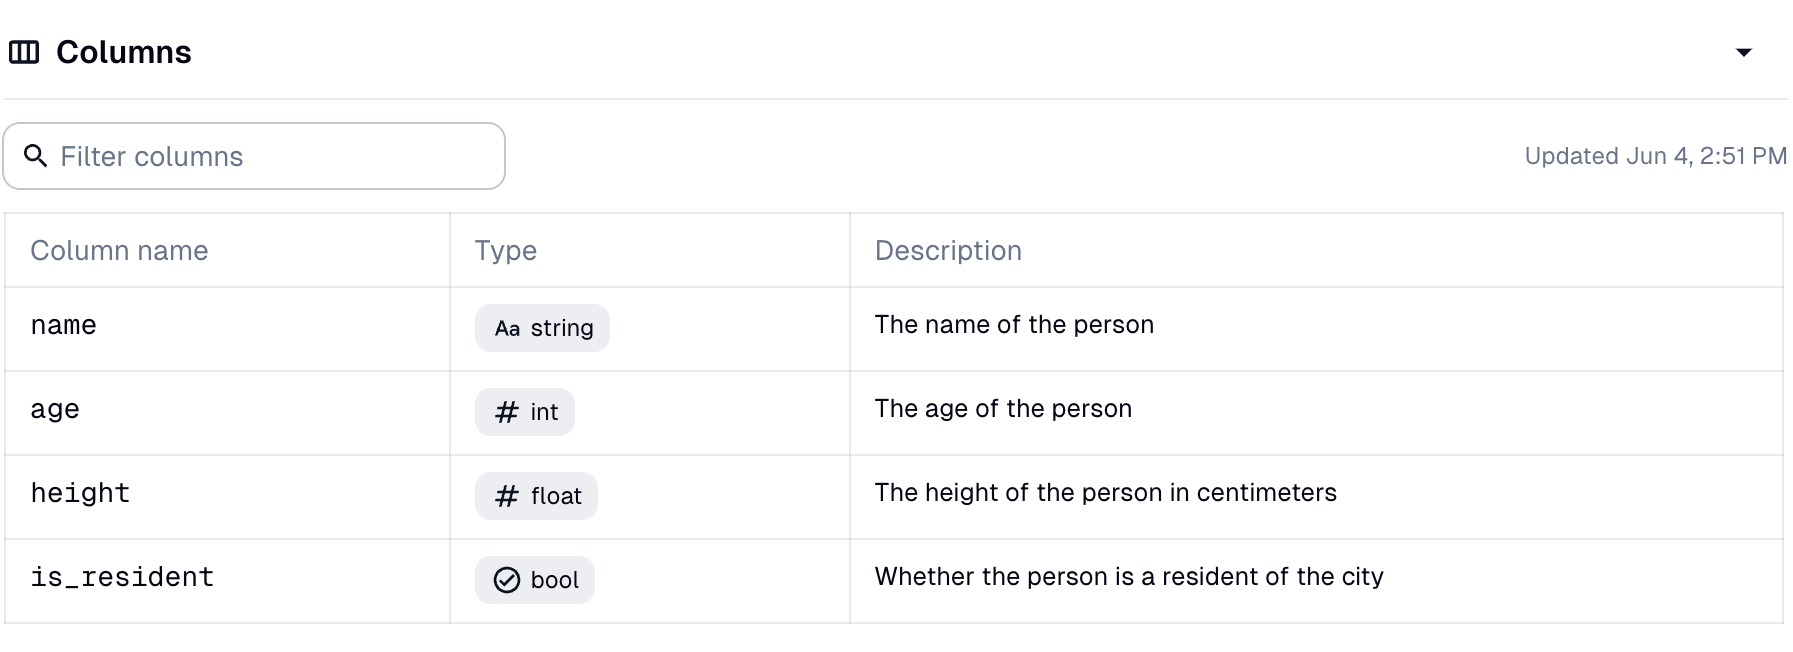 Columns
Filter columns
Updated Jun 4, 2:51 PM
Column name Type Description
name Aa string The name of the person
age # int The age of the person
height # float The height of the person in centimeters
is_resident bool Whether the person is a resident of the city